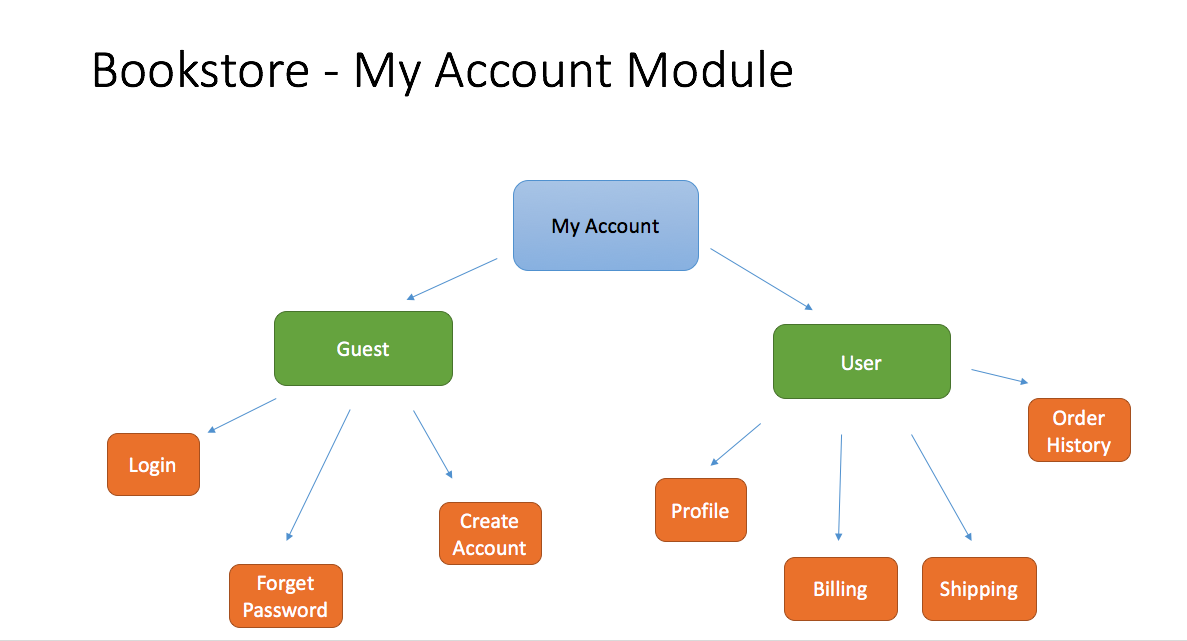 Bookstore - My Account Module
My Account
Guest
User
Login
Forget
Password
Create
Account
Profile
Billing
Shipping
Order
History